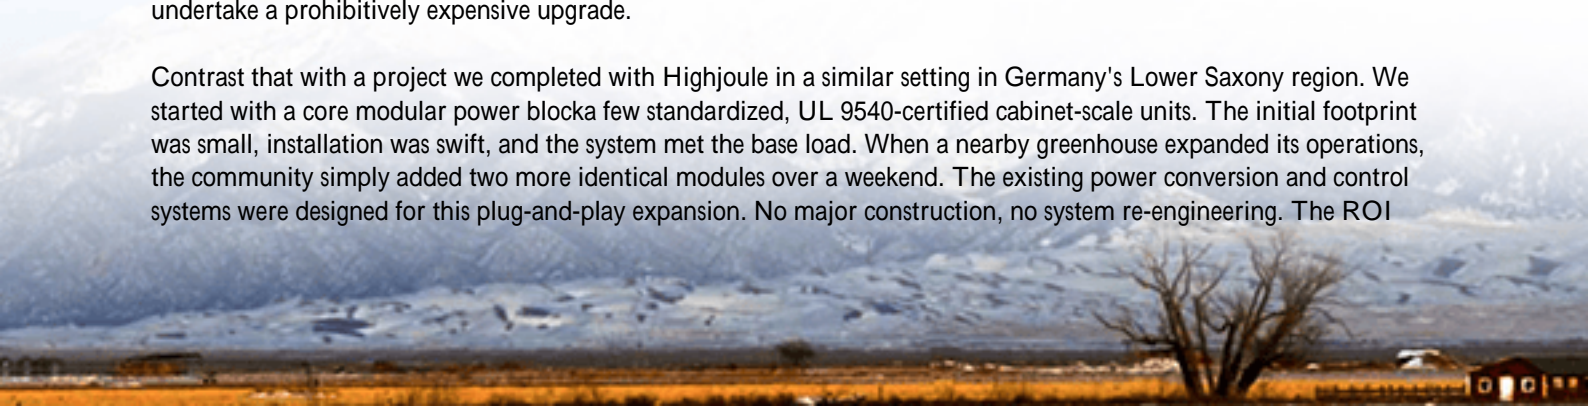 undertake a prohibitively expensive upgrade.
Contrast that with a project we completed with Highjoule in a similar setting in Germany's Lower Saxony region. We
started with a core modular power blocka few standardized, UL 9540-certified cabinet-scale units. The initial footprint
was small, installation was swift, and the system met the base load. When a nearby greenhouse expanded its operations,
the community simply added two more identical modules over a weekend. The existing power conversion and control
systems were designed for this plug-and-play expansion. No major construction, no system re-engineering. The ROI